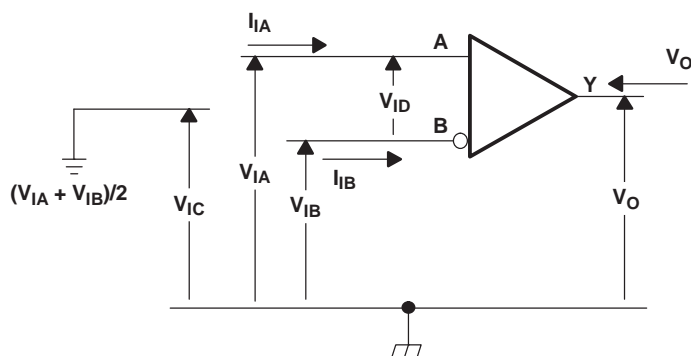 I_IA
A
V_O
Y
V_ID
B
V_IA
I_IB
(V_IA + V_IB)/2
V_IC
V_IB
V_O